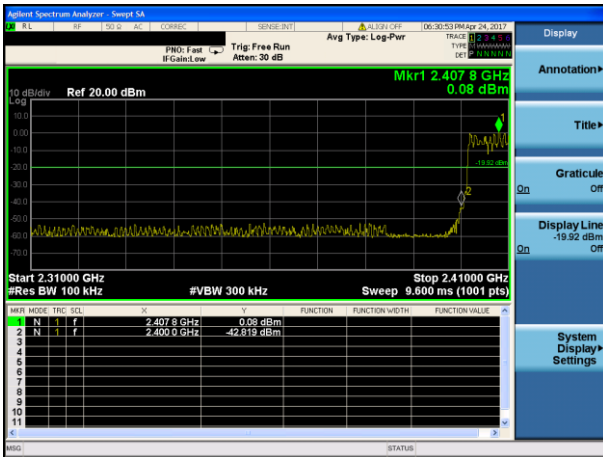 Agilent Spectrum Analyzer - Swept SA
RL RF 50 Ω AC CORREC SENSE:INT ALIGN OFF 06:30:53 PM Apr 24, 2017
Avg Type: Log-Pwr
TRACE 1 2 3 4 5 6
PNO: Fast Trig: Free Run
TYPE M WWWWW
IFGain:Low Atten: 30 dB
DET P N N N N N
Mkr1 2.407 8 GHz
0.08 dBm
10 dB/div Ref 20.00 dBm
Log
10.0
0.00
-10.0
-20.0
-30.0
-40.0
-50.0
-60.0
-70.0
1
-19.92 dBm
2
Start 2.31000 GHz Stop 2.41000 GHz
#Res BW 100 kHz #VBW 300 kHz Sweep 9.600 ms (1001 pts)
MKR MODE TRC SCL X Y FUNCTION FUNCTION WIDTH FUNCTION VALUE
1 N 1 f 2.407 8 GHz 0.08 dBm
2 N 1 f 2.400 0 GHz -42.819 dBm
3
4
5
6
7
8
9
10
11
MSG STATUS
Display
Annotation
Title
Graticule
On Off
Display Line
-19.92 dBm
On Off
System
Display
Settings